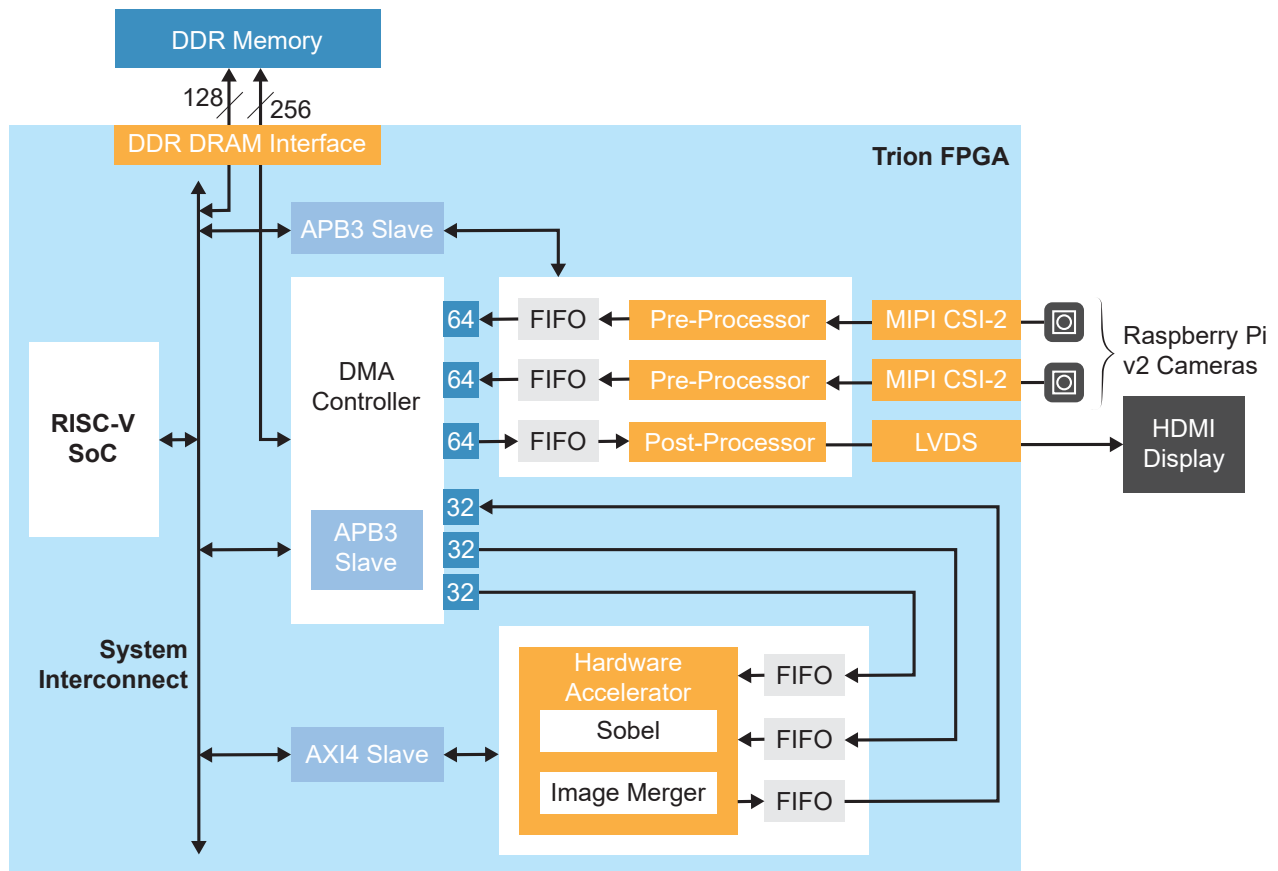 DDR Memory
128
256
DDR DRAM Interface
Trion FPGA
APB3 Slave
64
FIFO
Pre-Processor
MIPI CSI-2
Raspberry Pi
v2 Cameras
DMA
Controller
64
FIFO
Pre-Processor
MIPI CSI-2
RISC-V
SoC
64
FIFO
Post-Processor
LVDS
HDMI
Display
32
APB3
Slave
32
32
System
Interconnect
Hardware
Accelerator
FIFO
Sobel
FIFO
AXI4 Slave
Image Merger
FIFO